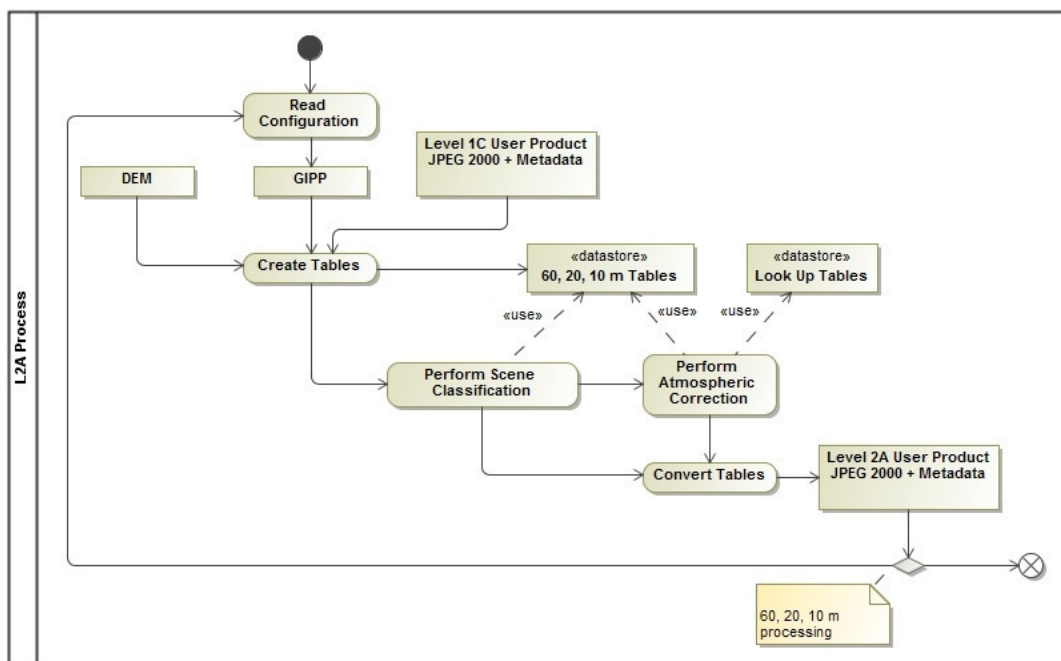 L2A Process
Read
Configuration
Level 1C User Product
JPEG 2000 + Metadata
DEM
GIPP
Create Tables
«datastore»
60, 20, 10 m Tables
«datastore»
Look Up Tables
«use»
«use»
«use»
Perform Scene
Classification
Perform
Atmospheric
Correction
Level 2A User Product
JPEG 2000 + Metadata
Convert Tables
60, 20, 10 m
processing